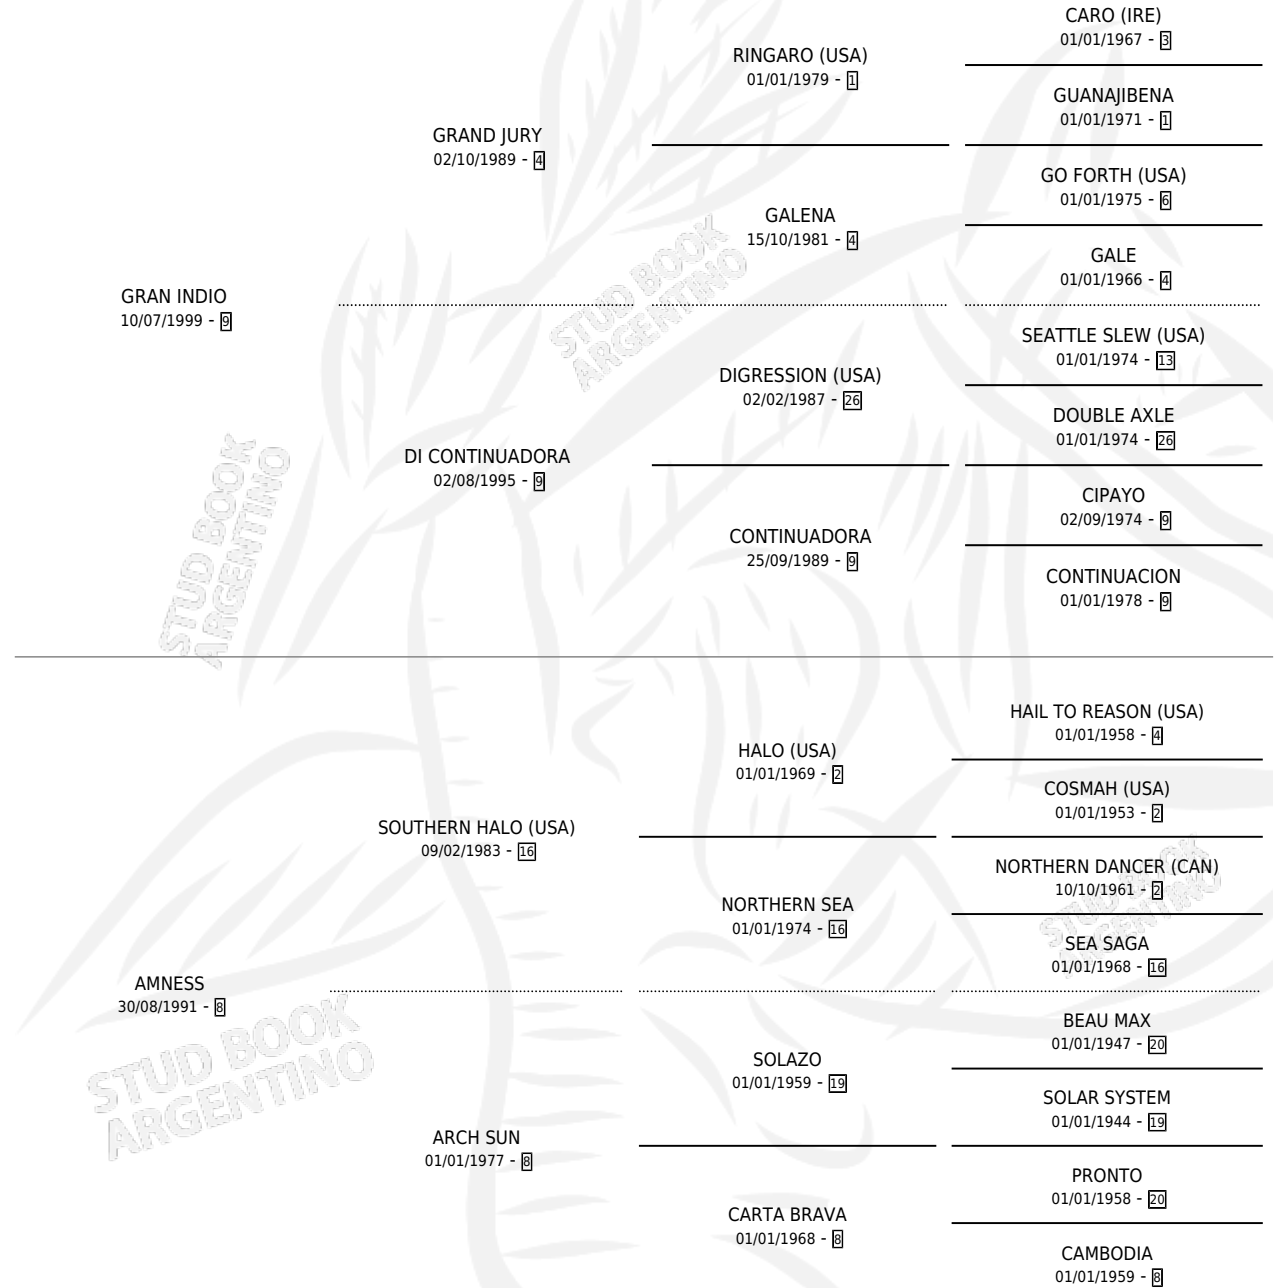 CARO (IRE)
01/01/1967 - 3
RINGARO (USA)
01/01/1979 - 1
GUANAJIBENA
01/01/1971 - 1
GRAND JURY
02/10/1989 - 4
GO FORTH (USA)
01/01/1975 - 6
GALENA
15/10/1981 - 4
GALE
01/01/1966 - 4
GRAN INDIO
10/07/1999 - 9
SEATTLE SLEW (USA)
01/01/1974 - 13
DIGRESSION (USA)
02/02/1987 - 26
DOUBLE AXLE
01/01/1974 - 26
DI CONTINUADORA
02/08/1995 - 9
CIPAYO
02/09/1974 - 9
CONTINUADORA
25/09/1989 - 9
CONTINUACION
01/01/1978 - 9
STUD BOOK
ARGENTINO
STUD BOOK
ARGENTINO
HAIL TO REASON (USA)
01/01/1958 - 4
HALO (USA)
01/01/1969 - 2
COSMAH (USA)
01/01/1953 - 2
SOUTHERN HALO (USA)
09/02/1983 - 16
NORTHERN DANCER (CAN)
10/10/1961 - 2
NORTHERN SEA
01/01/1974 - 16
SEA SAGA
01/01/1968 - 16
AMNESS
30/08/1991 - 8
BEAU MAX
01/01/1947 - 20
SOLAZO
01/01/1959 - 19
SOLAR SYSTEM
01/01/1944 - 19
ARCH SUN
01/01/1977 - 8
PRONTO
01/01/1958 - 20
CARTA BRAVA
01/01/1968 - 8
CAMBODIA
01/01/1959 - 8
STUD BOOK
ARGENTINO
STUD BOOK
ARGENTINO